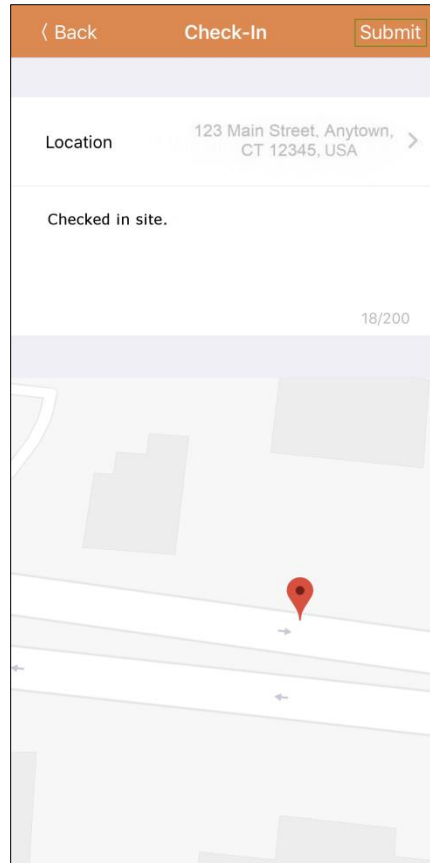 Back
Check-In
Submit
Location
123 Main Street, Anytown,
CT 12345, USA
Checked in site.
18/200